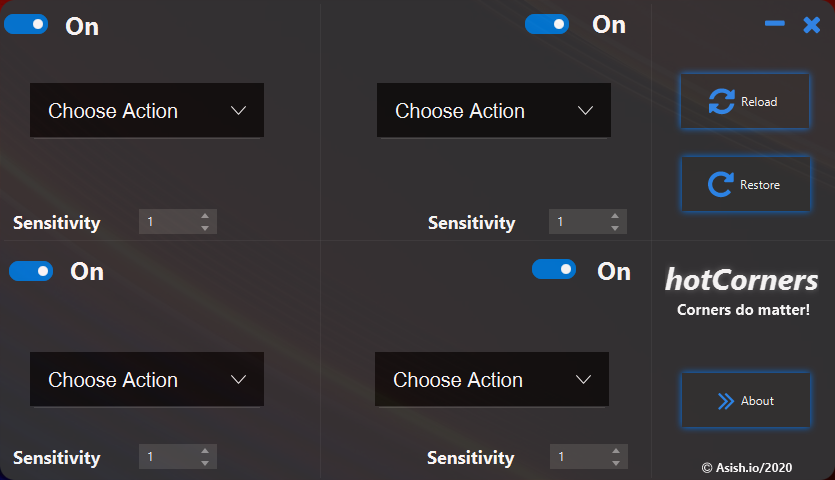 On
On
Choose Action
Choose Action
Reload
Restore
Sensitivity 1
Sensitivity 1
On
On
hotCorners
Corners do matter!
Choose Action
Choose Action
About
Sensitivity 1
Sensitivity 1
© Asish.io/2020